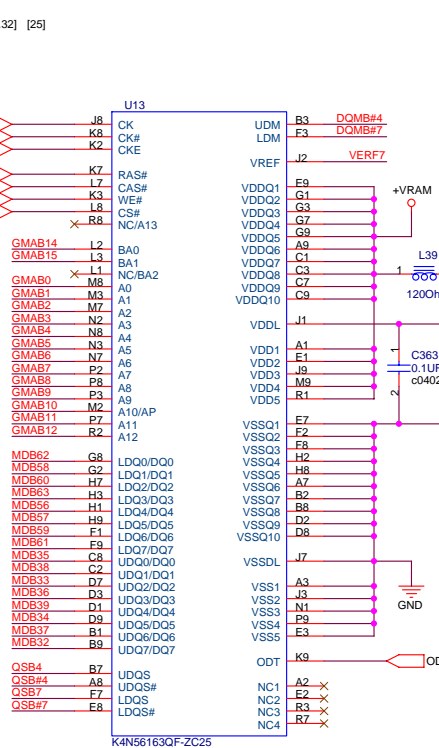 .32] [25]
U13
J8 CK UDM B3 DQMB#4
K8 CK# LDM F3 DQMB#7
K2 CKE
VREF J2 VERF7
K7 RAS#
L7 CAS# VDDQ1 E9
K3 WE# VDDQ2 G1 +VRAM
L8 CS# VDDQ3 G3
R8 NC/A13 VDDQ4 G7
VDDQ5 G9
GMAB14 L2 BA0 VDDQ6 A9
GMAB15 L3 BA1 VDDQ7 C1 L39
L1 NC/BA2 VDDQ8 C3 1
GMAB0 M8 A0 VDDQ9 C7
GMAB1 M3 A1 VDDQ10 C9 120Oh
GMAB2 M7 A2
GMAB3 N2 A3 VDDL J1
GMAB4 N8 A4
GMAB5 N3 A5 VDD1 A1
GMAB6 N7 A6 VDD2 E1 1 C363
GMAB7 P2 A7 VDD3 J9 0.1UF
GMAB8 P8 A8 VDD4 M9 c0402
GMAB9 P3 A9 VDD5 R1 2
GMAB10 M2 A10/AP
GMAB11 P7 A11 VSSQ1 E7
GMAB12 R2 A12 VSSQ2 F2
VSSQ3 F8
MDB62 G8 LDQ0/DQ0 VSSQ4 H2
MDB58 G2 LDQ1/DQ1 VSSQ5 H8
MDB60 H7 LDQ2/DQ2 VSSQ6 A7
MDB63 H3 LDQ3/DQ3 VSSQ7 B2
MDB56 H1 LDQ4/DQ4 VSSQ8 B8
MDB57 H9 LDQ5/DQ5 VSSQ9 D2
MDB59 F1 LDQ6/DQ6 VSSQ10 D8
MDB61 F9 LDQ7/DQ7
MDB35 C8 UDQ0/DQ0 VSSDL J7
MDB38 C2 UDQ1/DQ1
MDB33 D7 UDQ2/DQ2 VSS1 A3
MDB36 D3 UDQ3/DQ3 VSS2 J3
MDB39 D1 UDQ4/DQ4 VSS3 N1 GND
MDB34 D9 UDQ5/DQ5 VSS4 P9
MDB37 B1 UDQ6/DQ6 VSS5 E3
MDB32 B9 UDQ7/DQ7
ODT K9 OD
QSB4 B7 UDQS
QSB#4 A8 UDQS# NC1 A2
QSB7 F7 LDQS NC2 E2
QSB#7 E8 LDQS# NC3 R3
NC4 R7
K4N56163QF-ZC25